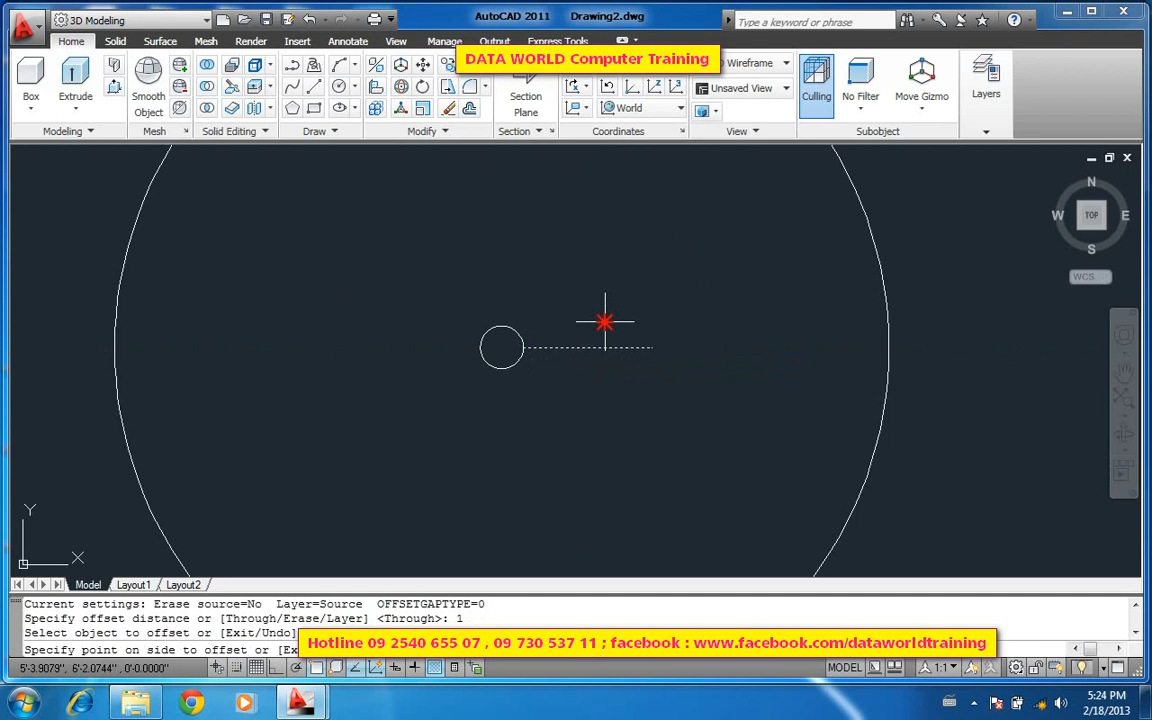 3D Modeling
AutoCAD 2011 Drawing2.dwg
Type a keyword or phrase
Home Solid Surface Mesh Render Insert Annotate View Manage Output Express Tools
DATA WORLD Computer Training
Wireframe
Unsaved View
World
Box
Extrude
Smooth
Object
Section
Plane
Culling
No Filter
Move Gizmo
Layers
Modeling
Mesh
Solid Editing
Draw
Modify
Section
Coordinates
View
Subobject
N
W TOP E
S
WCS
Y
X
Model Layout1 Layout2
Current settings: Erase source=No Layer=Source OFFSETGAPTYPE=0
Specify offset distance or [Through/Erase/Layer] <Through>: 1
Select object to offset or [Exit/Undo]
Specify point on side to offset or [Ex
Hotline 09 2540 655 07 , 09 730 537 11 ; facebook : www.facebook.com/dataworldtraining
5'-3.9079", 6'-2.0744" , 0'-0.0000"
MODEL
1:1
5:24 PM
2/18/2013